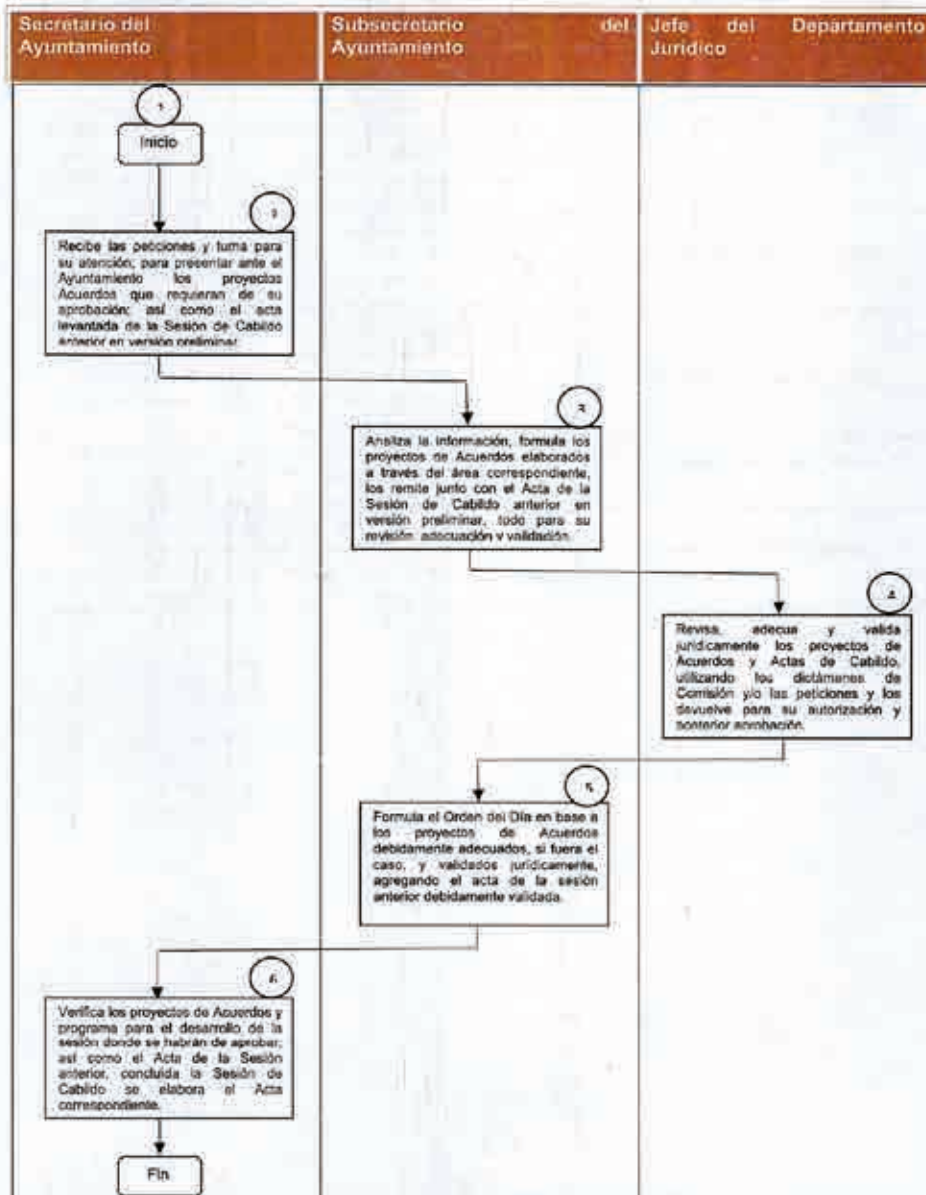 Secretario del
Ayuntamiento
Subsecretario del
Ayuntamiento
Jefe del Departamento
Jurídico
1
Inicio
Recibe las peticiones y turna para
su atención; para presentar ante el
Ayuntamiento los proyectos
Acuerdos que requieran de su
aprobación; así como el acta
levantada de la Sesión de Cabildo
anterior en versión preliminar.
3
Analiza la información, formula los
proyectos de Acuerdos elaborados
a través del área correspondiente,
los remite junto con el Acta de la
Sesión de Cabildo anterior en
versión preliminar, todo para su
revisión, adecuación y validación.
4
Revisa, adecua y valida
jurídicamente los proyectos de
Acuerdos y Actas de Cabildo,
utilizando los dictámenes de
Comisión y/o las peticiones y los
devuelve para su autorización y
posterior aprobación.
5
Formula el Orden del Día en base a
los proyectos de Acuerdos
debidamente adecuados, si fuera el
caso, y validados jurídicamente,
agregando el acta de la sesión
anterior debidamente validada.
6
Verifica los proyectos de Acuerdos y
programa para el desarrollo de la
sesión donde se habrán de aprobar,
así como el Acta de la Sesión
anterior, concluida la Sesión de
Cabildo se elabora el Acta
correspondiente.
Fin